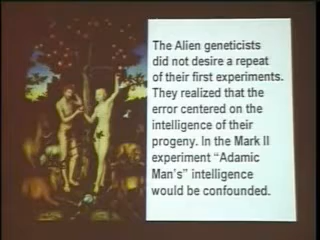 The Alien geneticists
did not desire a repeat
of their first experiments.
They realized that the
error centered on the
intelligence of their
progeny. In the Mark II
experiment “Adamic
Man's” intelligence
would be confounded.